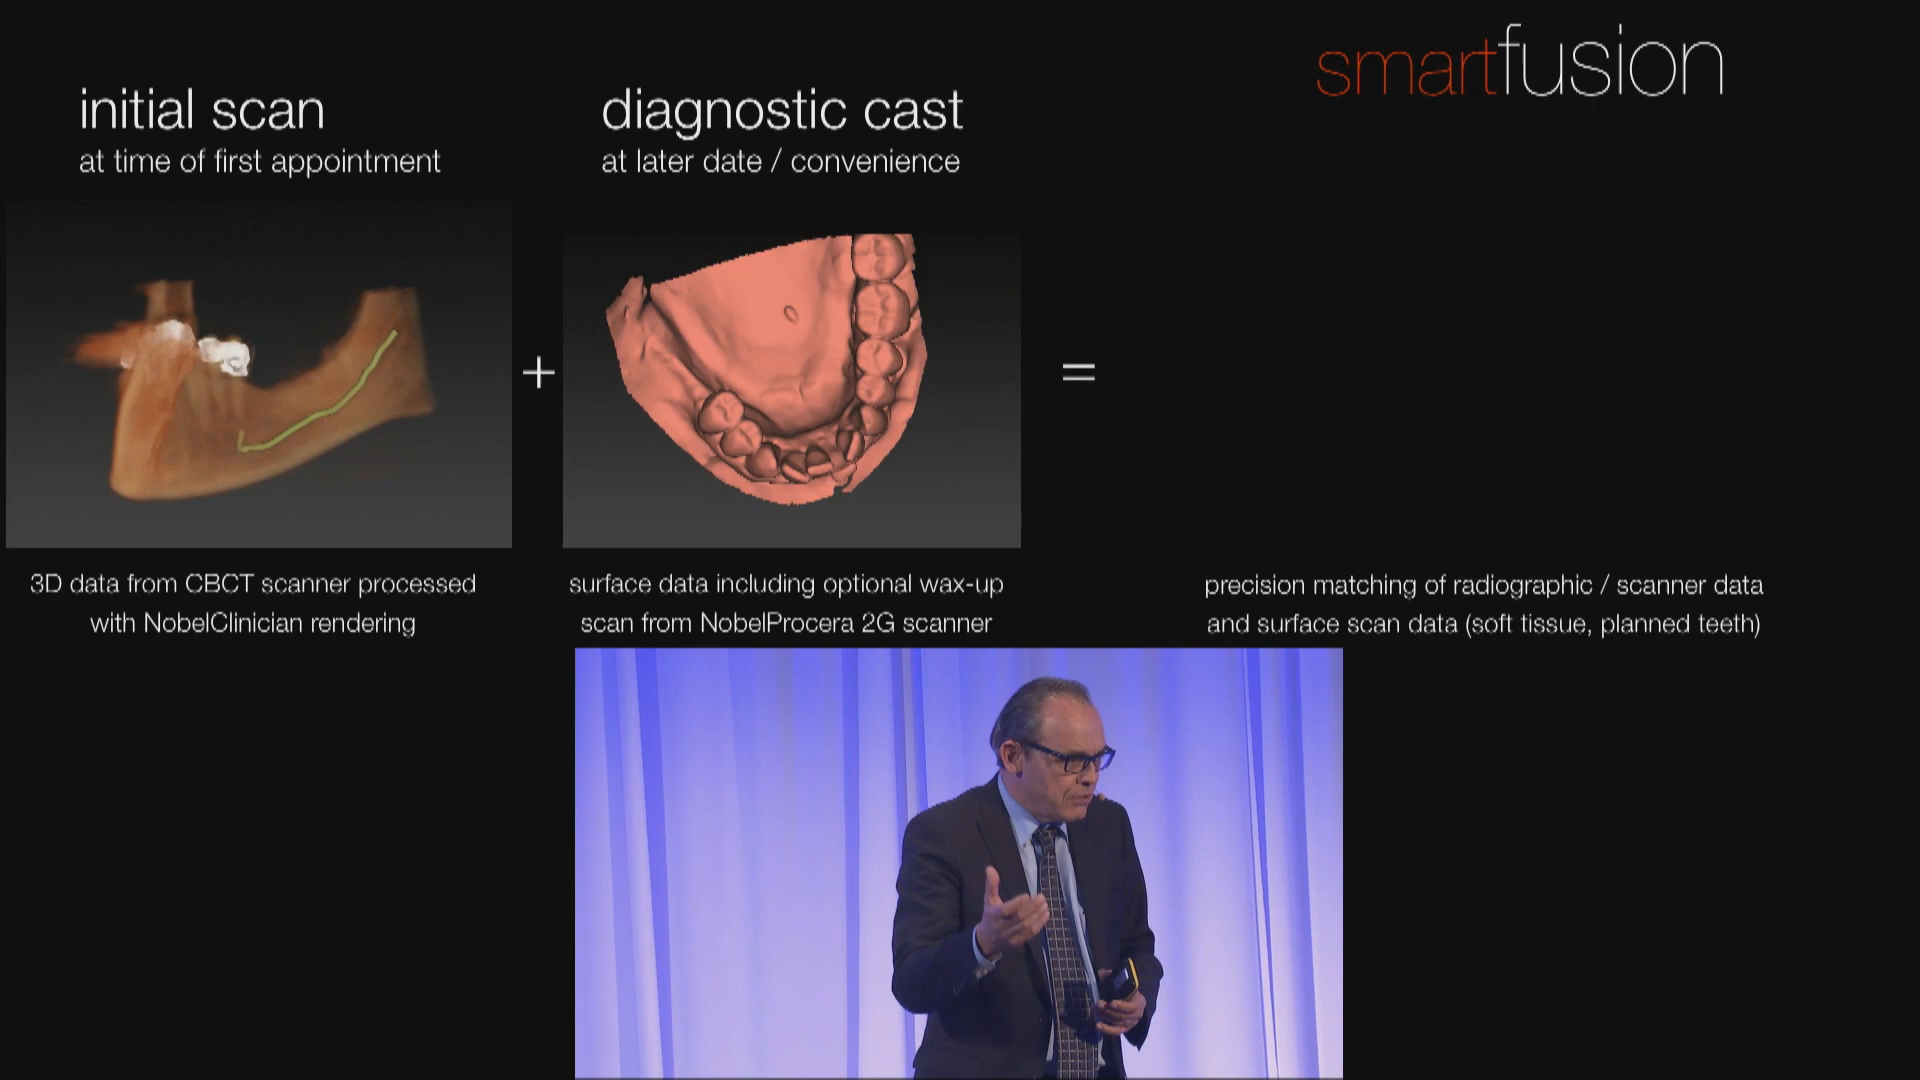 smartfusion
initial scan
at time of first appointment
diagnostic cast
at later date / convenience
+
=
3D data from CBCT scanner processed
with NobelClinician rendering
surface data including optional wax-up
scan from NobelProcera 2G scanner
precision matching of radiographic / scanner data
and surface scan data (soft tissue, planned teeth)